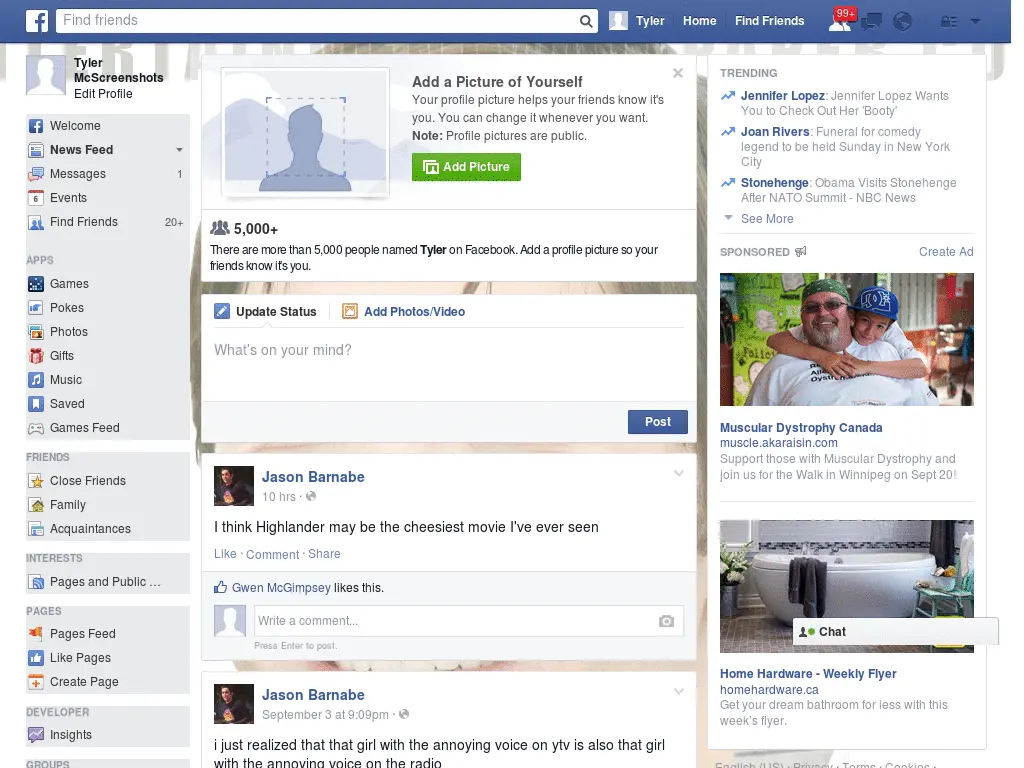 Find friends
Tyler
Home
Find Friends
99+
Tyler
McScreenshots
Edit Profile
Welcome
News Feed
Messages 1
Events
Find Friends 20+
APPS
Games
Pokes
Photos
Gifts
Music
Saved
Games Feed
FRIENDS
Close Friends
Family
Acquaintances
INTERESTS
Pages and Public ...
PAGES
Pages Feed
Like Pages
Create Page
DEVELOPER
Insights
GROUPS
Add a Picture of Yourself
Your profile picture helps your friends know it's
you. You can change it whenever you want.
Note: Profile pictures are public.
Add Picture
5,000+
There are more than 5,000 people named Tyler on Facebook. Add a profile picture so your
friends know it's you.
Update Status
Add Photos/Video
What's on your mind?
Post
Jason Barnabe
10 hrs ·
I think Highlander may be the cheesiest movie I've ever seen
Like · Comment · Share
Gwen McGimpsey likes this.
Write a comment...
Press Enter to post.
Jason Barnabe
September 3 at 9:09pm ·
i just realized that that girl with the annoying voice on ytv is also that girl
with the annoying voice on the radio
TRENDING
Jennifer Lopez: Jennifer Lopez Wants
You to Check Out Her 'Booty'
Joan Rivers: Funeral for comedy
legend to be held Sunday in New York
City
Stonehenge: Obama Visits Stonehenge
After NATO Summit - NBC News
See More
SPONSORED
Create Ad
Muscular Dystrophy Canada
muscle.akaraisin.com
Support those with Muscular Dystrophy and
join us for the Walk in Winnipeg on Sept 20!
Chat
Home Hardware - Weekly Flyer
homehardware.ca
Get your dream bathroom for less with this
week's flyer.
English (US) · Privacy · Terms · Cookies ·